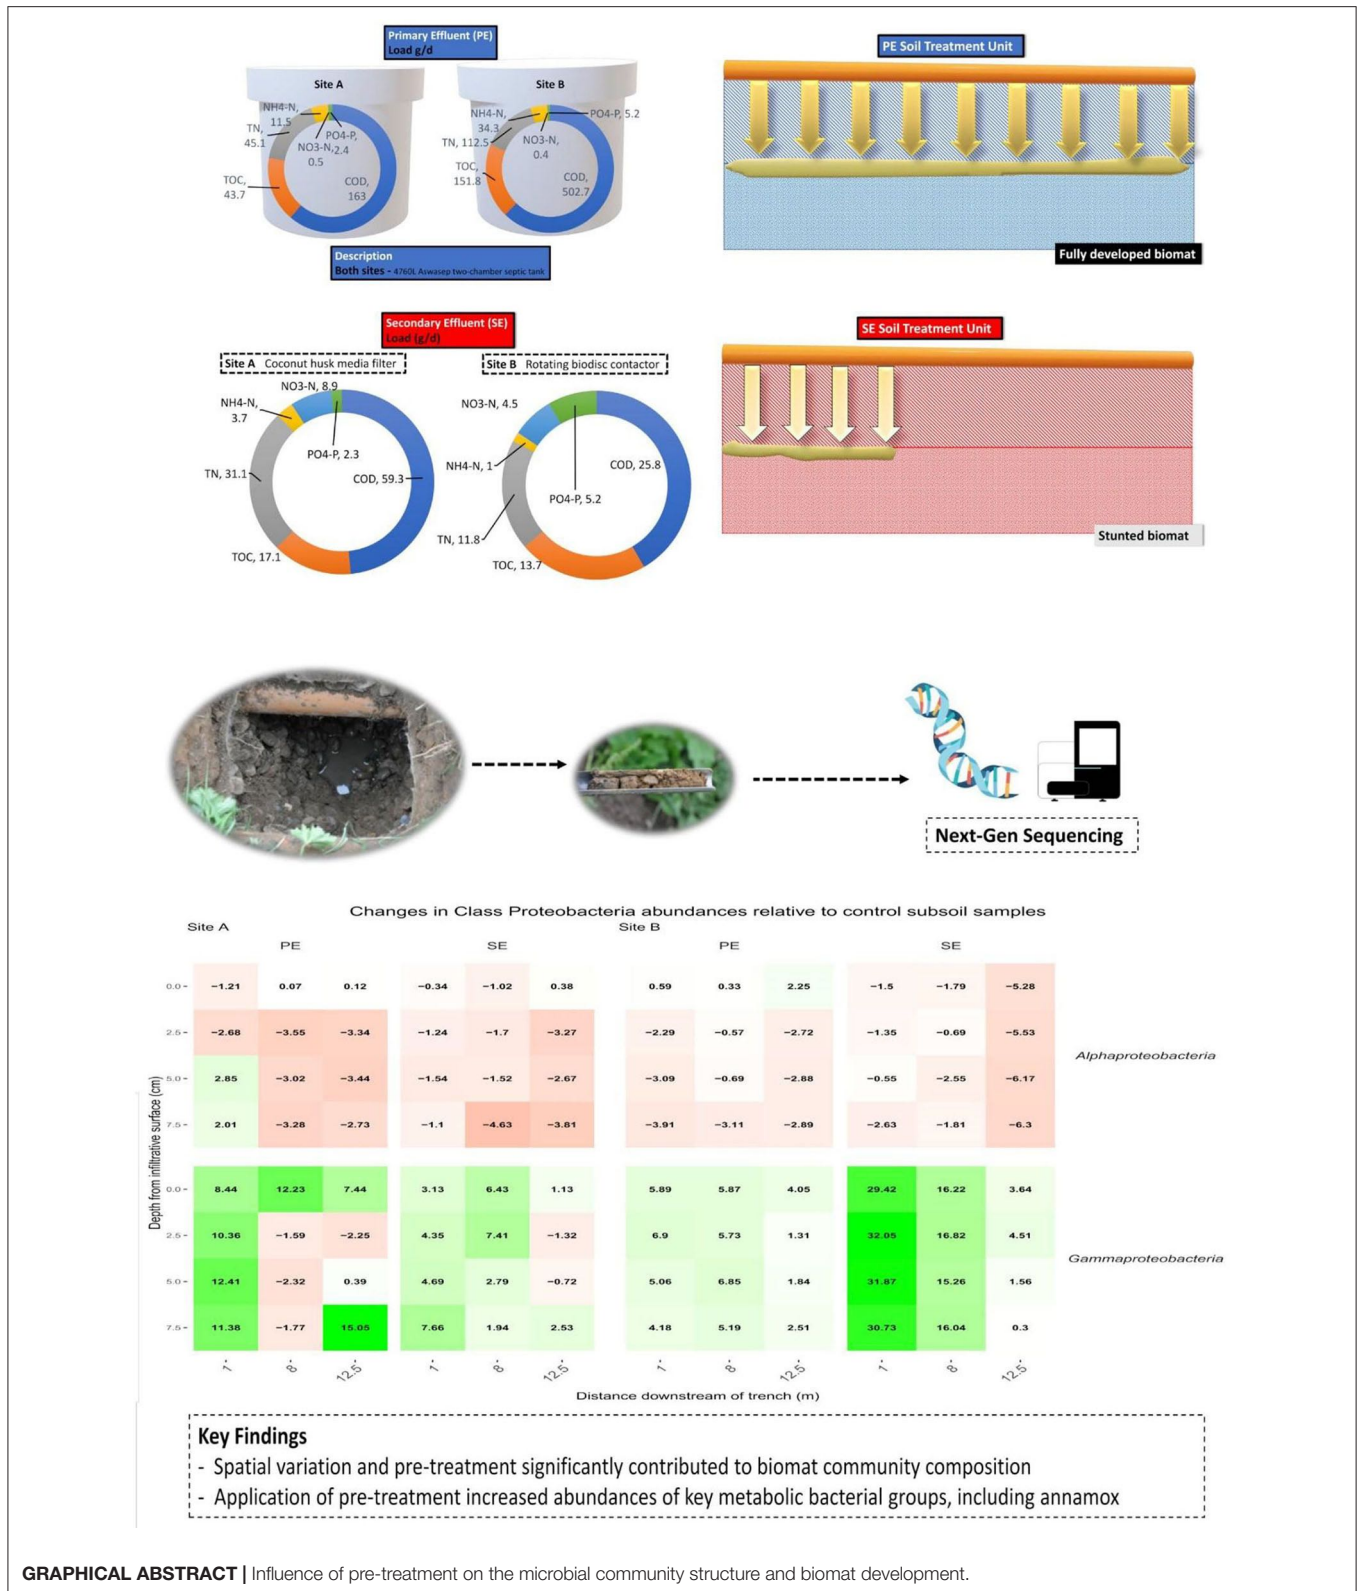 Primary Effluent (PE)
Load g/d
Site A
NH4-N,
11.5
TN,
45.1
PO4-P,
2.4
NO3-N,
0.5
TOC,
43.7
COD,
163
Site B
NH4-N,
34.3
PO4-P, 5.2
TN, 112.5
NO3-N,
0.4
TOC,
151.8
COD,
502.7
Description
Both sites - 4760L Aswasep two-chamber septic tank
PE Soil Treatment Unit
Fully developed biomat
Secondary Effluent (SE)
Load (g/d)
Site A Coconut husk media filter
NO3-N, 8.9
NH4-N,
3.7
PO4-P, 2.3
TN, 31.1
COD, 59.3
TOC, 17.1
Site B Rotating biodisc contactor
NO3-N, 4.5
NH4-N, 1
COD, 25.8
PO4-P, 5.2
TN, 11.8
TOC, 13.7
SE Soil Treatment Unit
Stunted biomat
Next-Gen Sequencing
Changes in Class Proteobacteria abundances relative to control subsoil samples
Site A Site B
PE SE PE SE
0.0 -1.21 0.07 0.12 -0.34 -1.02 0.38 0.59 0.33 2.25 -1.5 -1.79 -5.28
2.5 -2.68 -3.55 -3.34 -1.24 -1.7 -3.27 -2.29 -0.57 -2.72 -1.35 -0.69 -5.53
Alphaproteobacteria
5.0 2.85 -3.02 -3.44 -1.54 -1.52 -2.67 -3.09 -0.69 -2.88 -0.55 -2.55 -6.17
7.5 2.01 -3.28 -2.73 -1.1 -4.63 -3.81 -3.91 -3.11 -2.89 -2.63 -1.81 -6.3
Depth from infiltrative surface (cm)
0.0 8.44 12.23 7.44 3.13 6.43 1.13 5.89 5.87 4.05 29.42 16.22 3.64
2.5 10.36 -1.59 -2.25 4.35 7.41 -1.32 6.9 5.73 1.31 32.05 16.82 4.51
Gammaproteobacteria
5.0 12.41 -2.32 0.39 4.69 2.79 -0.72 5.06 6.85 1.84 31.87 15.26 1.56
7.5 11.38 -1.77 15.05 7.66 1.94 2.53 4.18 5.19 2.51 30.73 16.04 0.3
1 8 12.5 1 8 12.5 1 8 12.5 1 8 12.5
Distance downstream of trench (m)
Key Findings
- Spatial variation and pre-treatment significantly contributed to biomat community composition
- Application of pre-treatment increased abundances of key metabolic bacterial groups, including annamox
GRAPHICAL ABSTRACT | Influence of pre-treatment on the microbial community structure and biomat development.